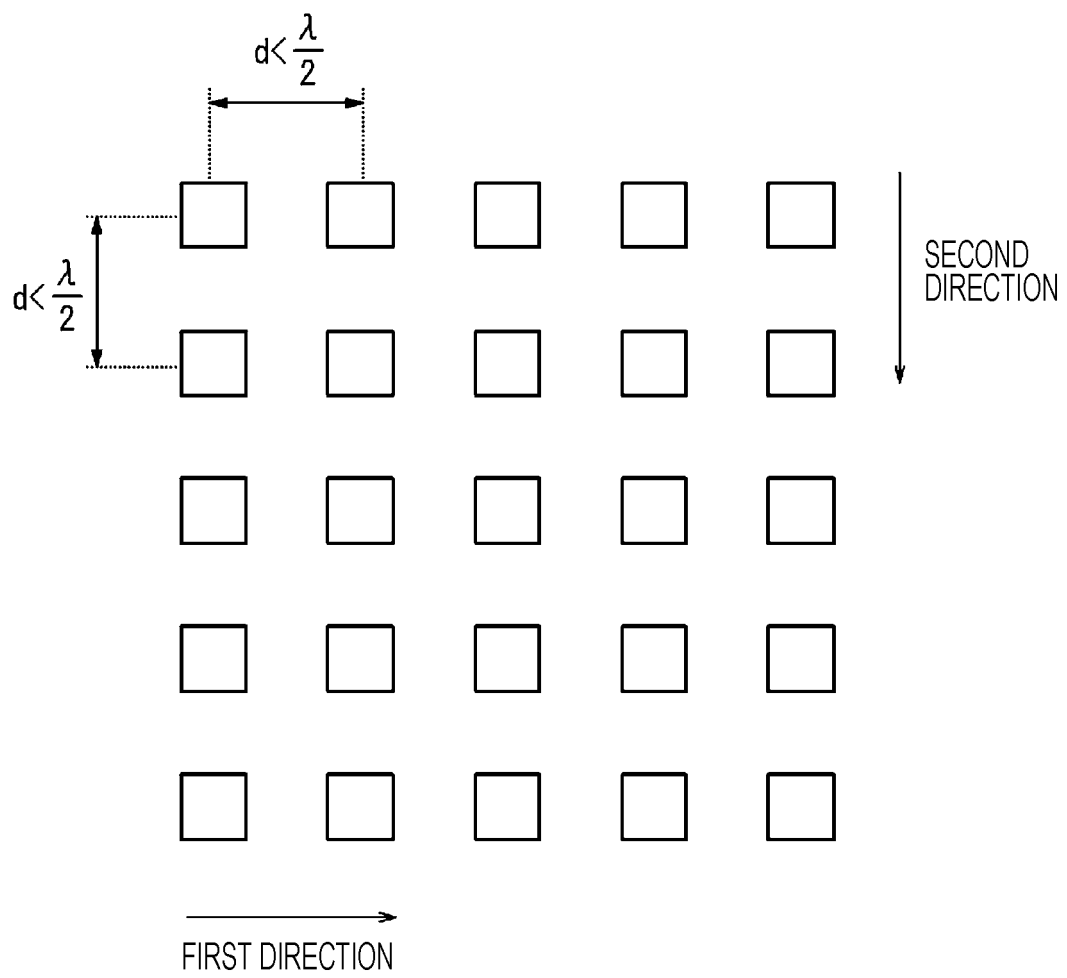 d< λ/2
SECOND
DIRECTION
d< λ/2
FIRST DIRECTION